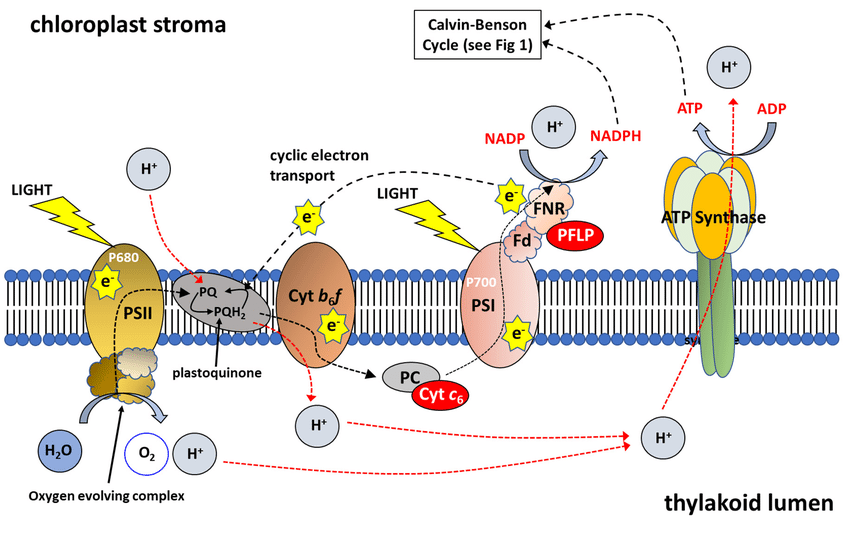 chloroplast stroma
Calvin-Benson
Cycle (see Fig 1)
H⁺
ATP
ADP
NADP
H⁺
NADPH
cyclic electron
transport
H⁺
LIGHT
LIGHT
e⁻
e⁻
FNR
PFLP
Fd
ATP Synthase
P680
e⁻
PSII
PQ
PQH₂
Cyt b₆f
e⁻
P700
PSI
e⁻
plastoquinone
PC
Cyt c₆
H⁺
H⁺
H₂O
O₂
H⁺
Oxygen evolving complex
thylakoid lumen